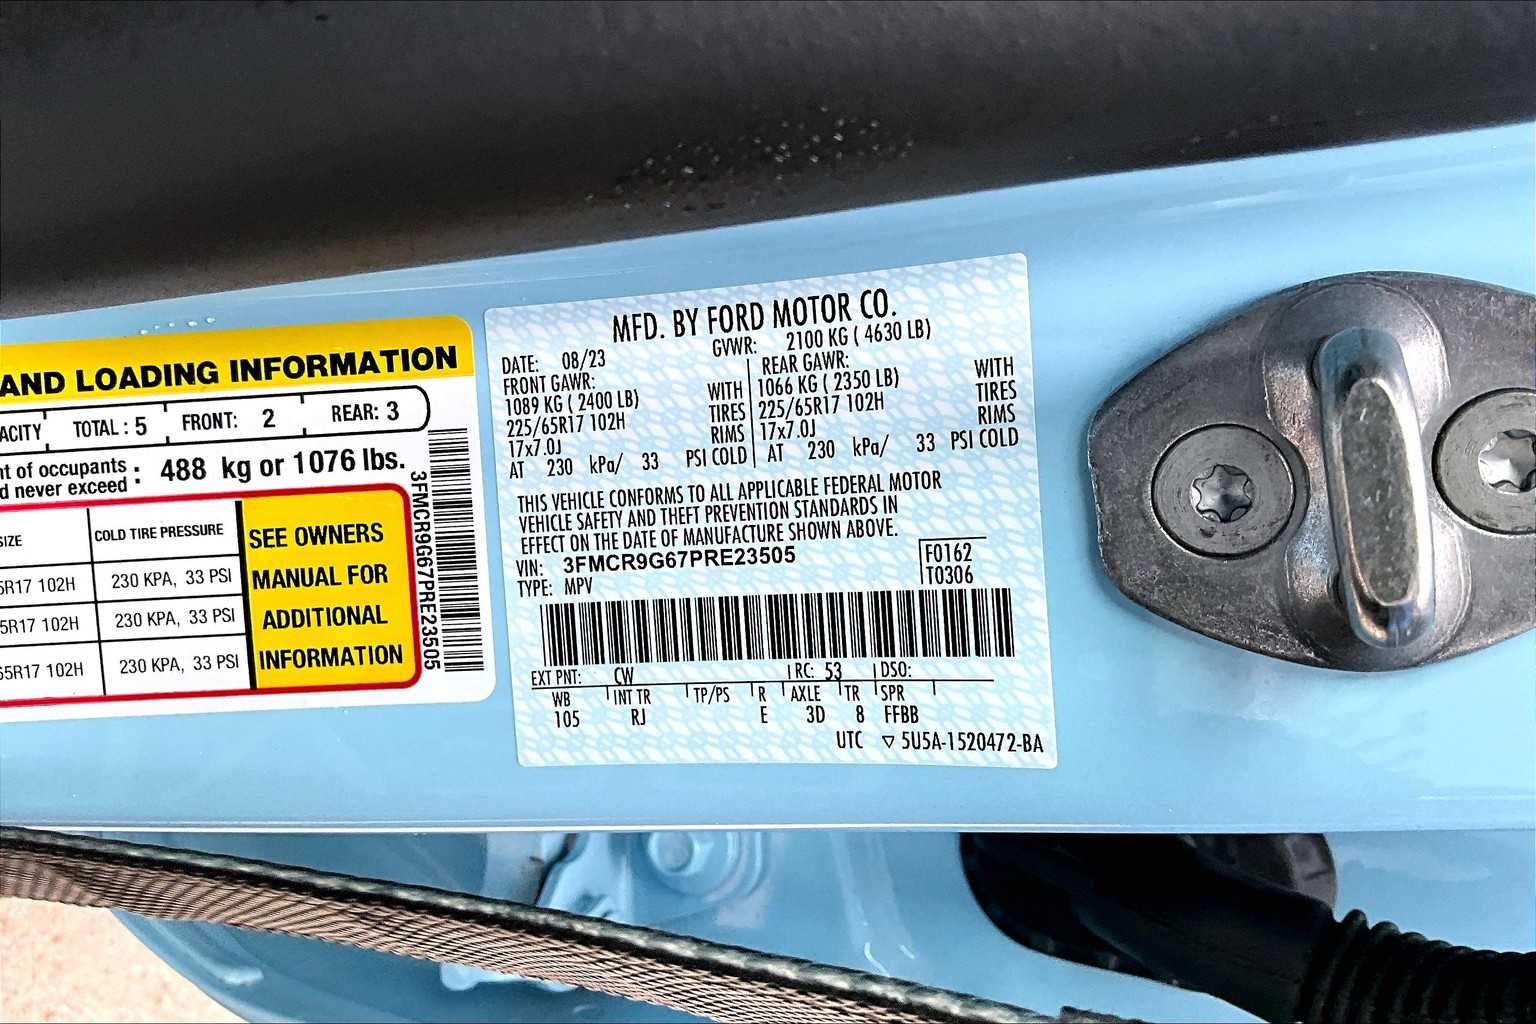 AND LOADING INFORMATION
TOTAL : 5 FRONT: 2 REAR: 3
of occupants :
never exceed : 488 kg or 1076 lbs.
COLD TIRE PRESSURE
R17 102H 230 KPA, 33 PSI
5R17 102H 230 KPA, 33 PSI
5R17 102H 230 KPA, 33 PSI
SEE OWNERS
MANUAL FOR
ADDITIONAL
INFORMATION
3FMCR9G67PRE23505
MFD. BY FORD MOTOR CO.
DATE: 08/23 GVWR: 2100 KG ( 4630 LB)
FRONT GAWR: WITH
1089 KG ( 2400 LB) TIRES
225/65R17 102H RIMS
17x7.0J
AT 230 kPa/ 33 PSI COLD
REAR GAWR: WITH
1066 KG ( 2350 LB) TIRES
225/65R17 102H RIMS
17x7.0J
AT 230 kPa/ 33 PSI COLD
THIS VEHICLE CONFORMS TO ALL APPLICABLE FEDERAL MOTOR
VEHICLE SAFETY AND THEFT PREVENTION STANDARDS IN
EFFECT ON THE DATE OF MANUFACTURE SHOWN ABOVE.
VIN: 3FMCR9G67PRE23505
TYPE: MPV
F0162
T0306
EXT PNT: CW RC: 53 DSO:
WB INT TR TP/PS R AXLE TR SPR
105 RJ E 3D 8 FFBB
UTC ▽ 5U5A-1520472-BA